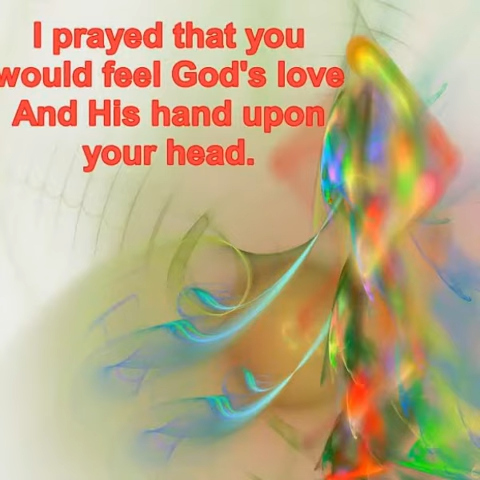 I prayed that you
would feel God's love
And His hand upon
your head.